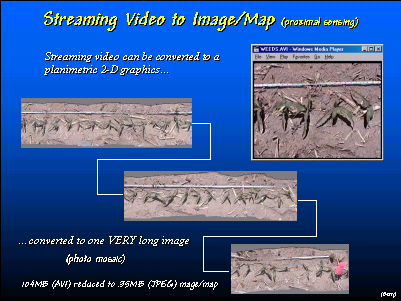 Streaming Video to Image/Map (proximal sensing)
Streaming video can be converted to a
planimetric 2-D graphics...
WEEDS.AVI - Windows Media Player
File View Play Favorites Go Help
...converted to one VERY long image
(photo mosaic)
104MB (AVI) reduced to .35MB (JPEG) mage/map
(Berry)